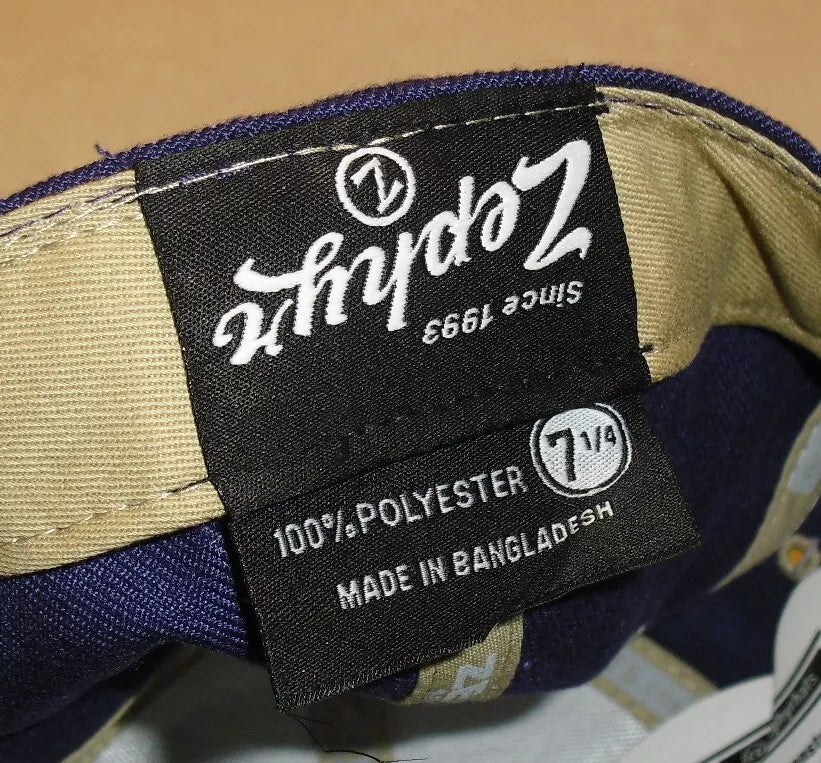 Z
Zephyr
Since 1993
7 1/4
100% POLYESTER
MADE IN BANGLADESH